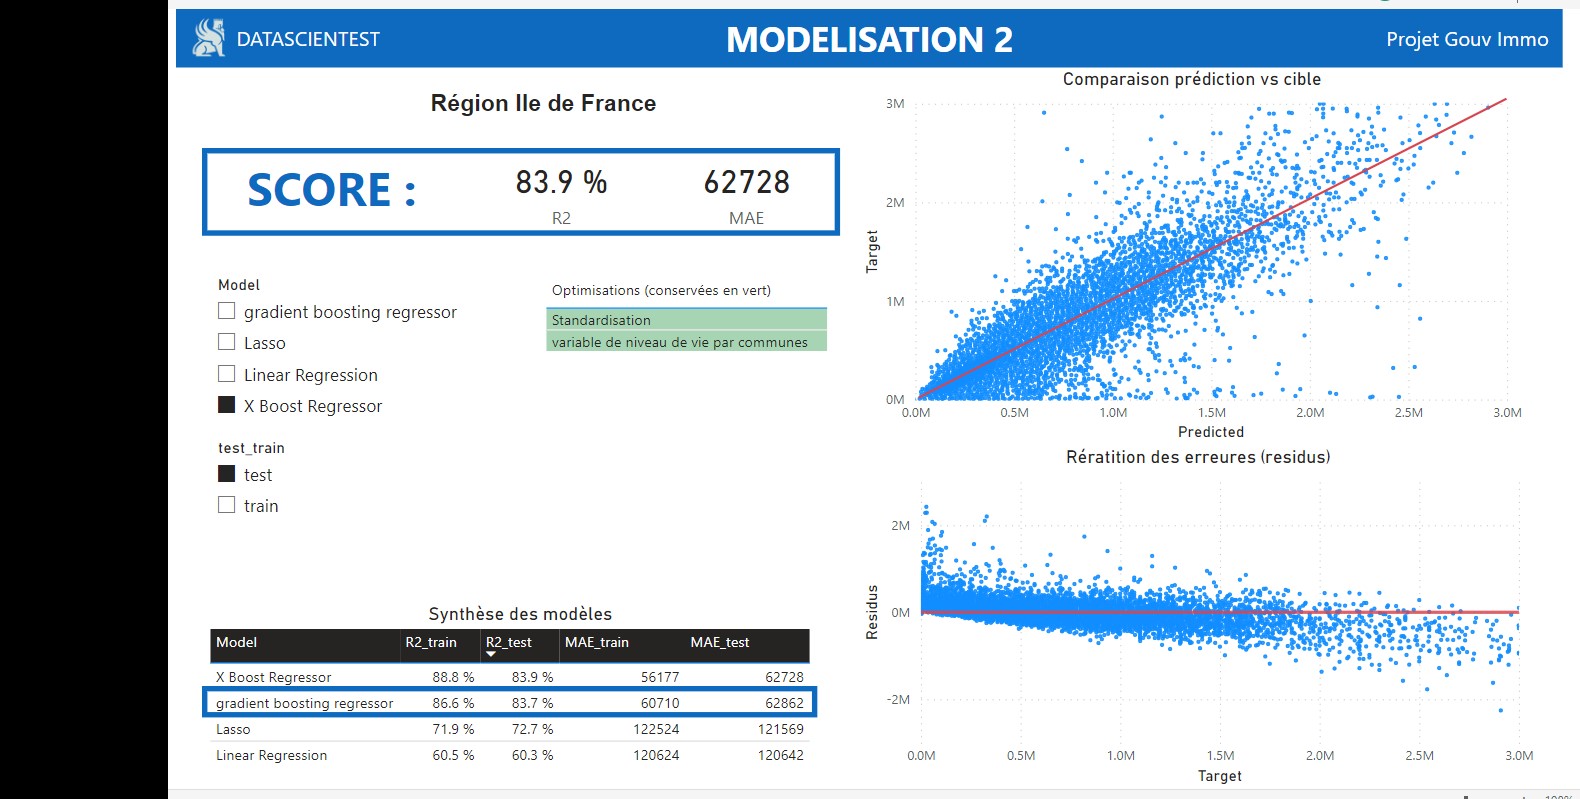 DATASCIENTEST
MODELISATION 2
Projet Gouv Immo
Région Ile de France
SCORE :
83.9 %
R2
62728
MAE
Model
gradient boosting regressor
Lasso
Linear Regression
X Boost Regressor
test_train
test
train
Optimisations (conservées en vert)
Standardisation
variable de niveau de vie par communes
Synthèse des modèles
Model R2_train R2_test MAE_train MAE_test
X Boost Regressor 88.8 % 83.9 % 56177 62728
gradient boosting regressor 86.6 % 83.7 % 60710 62862
Lasso 71.9 % 72.7 % 122524 121569
Linear Regression 60.5 % 60.3 % 120624 120642
Comparaison prédiction vs cible
Target
3M
2M
1M
0M
0.0M 0.5M 1.0M 1.5M 2.0M 2.5M 3.0M
Predicted
Rératition des erreures (residus)
Residus
2M
0M
-2M
0.0M 0.5M 1.0M 1.5M 2.0M 2.5M 3.0M
Target